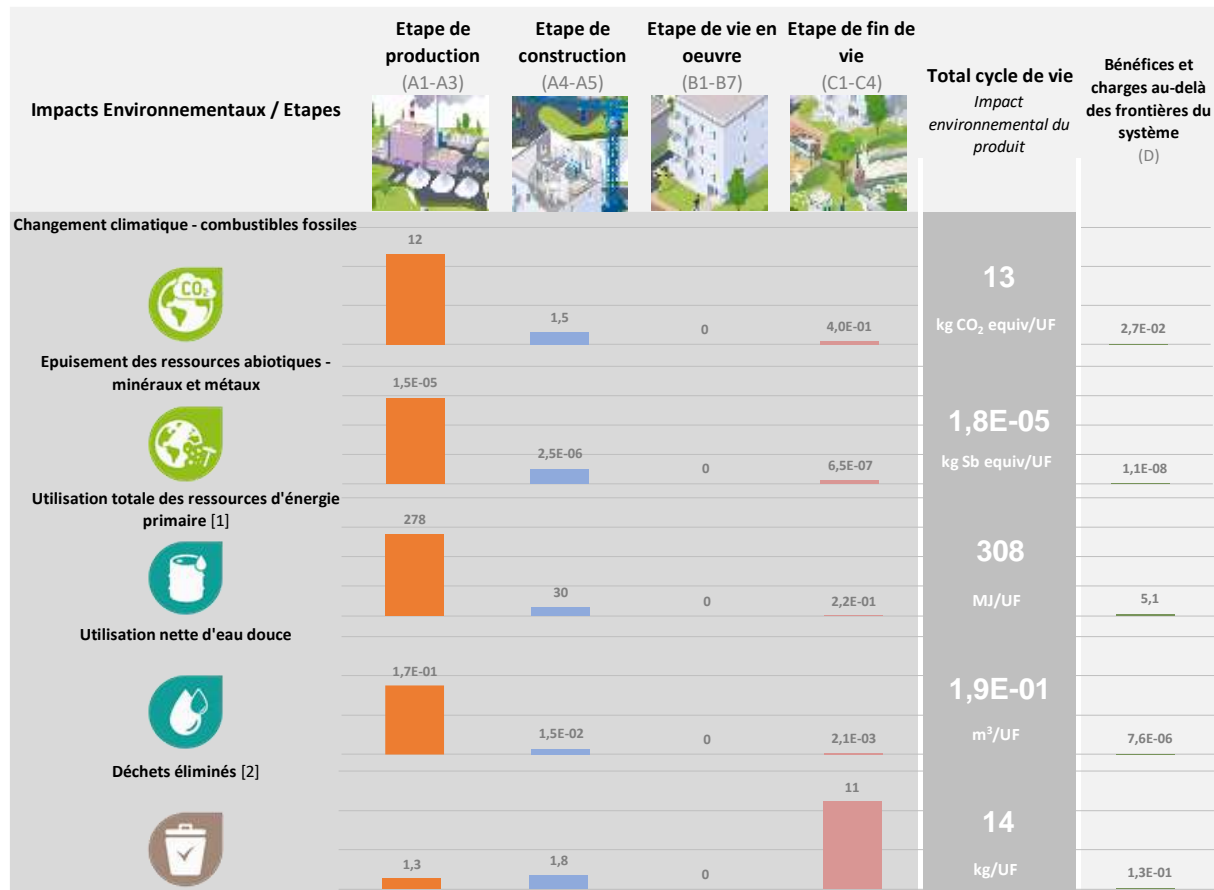 Impacts Environnementaux / Etapes
Etape de
production
(A1-A3)
Etape de
construction
(A4-A5)
Etape de vie en
oeuvre
(B1-B7)
Etape de fin de
vie
(C1-C4)
Total cycle de vie
Impact
environnemental du
produit
Bénéfices et
charges au-delà
des frontières du
système
(D)
Changement climatique - combustibles fossiles
CO2
12
1,5
0
4,0E-01
13
kg CO2 equiv/UF
2,7E-02
Epuisement des ressources abiotiques -
minéraux et métaux
1,5E-05
2,5E-06
0
6,5E-07
1,8E-05
kg Sb equiv/UF
1,1E-08
Utilisation totale des ressources d'énergie
primaire [1]
278
30
0
2,2E-01
308
MJ/UF
5,1
Utilisation nette d'eau douce
1,7E-01
1,5E-02
0
2,1E-03
1,9E-01
m³/UF
7,6E-06
Déchets éliminés [2]
1,3
1,8
0
11
14
kg/UF
1,3E-01